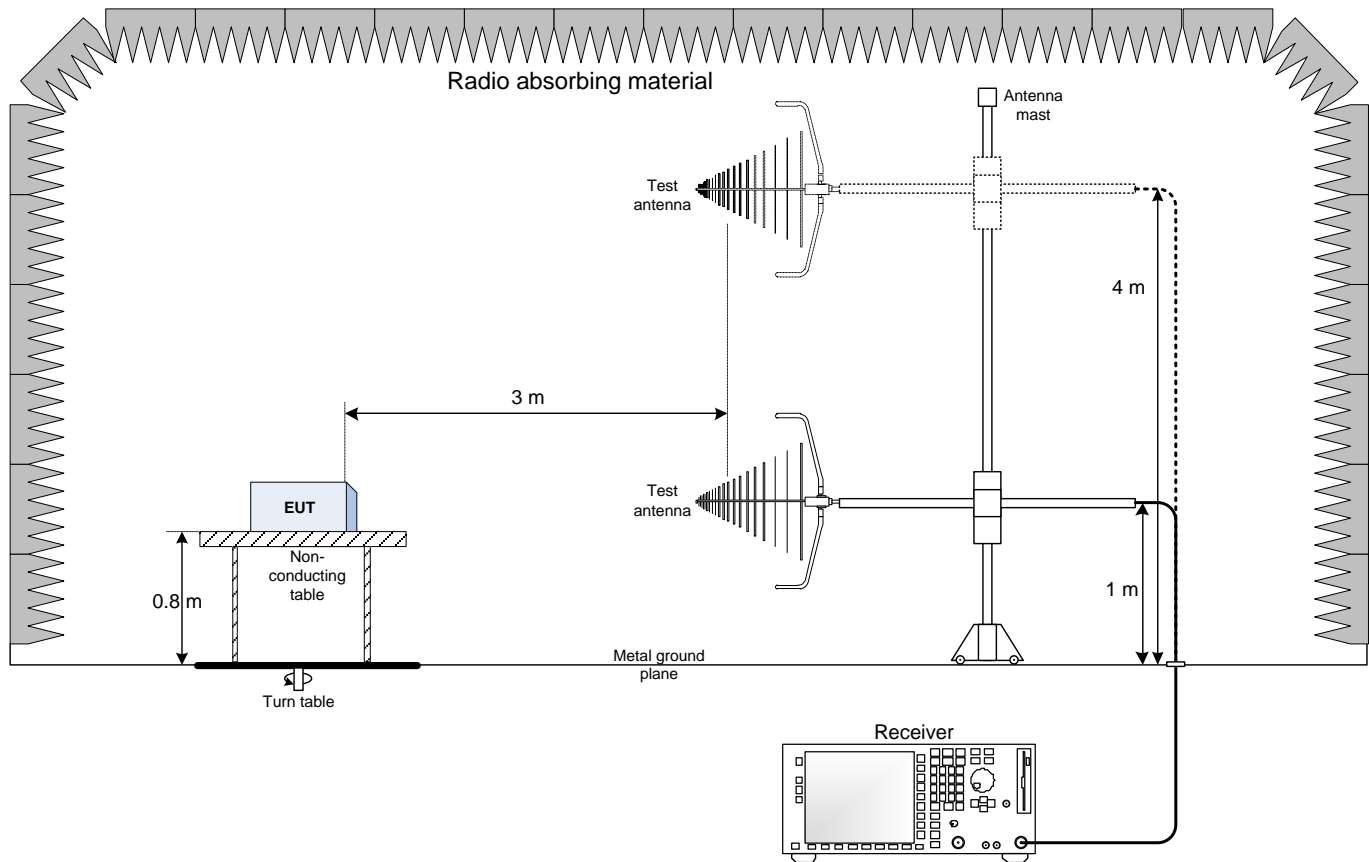 Radio absorbing material
Antenna
mast
Test
antenna
4 m
3 m
Test
antenna
EUT
Non-
conducting
table
0.8 m
1 m
Metal ground
plane
Turn table
Receiver